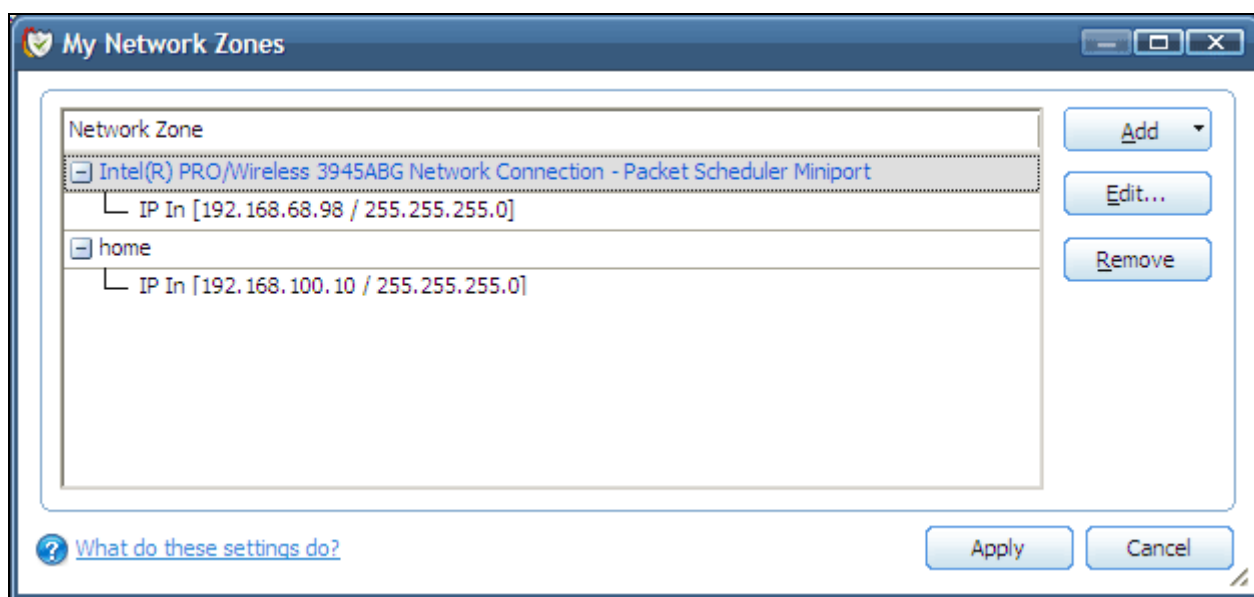 My Network Zones
Network Zone
Add
Intel(R) PRO/Wireless 3945ABG Network Connection - Packet Scheduler Miniport
Edit...
IP In [192.168.68.98 / 255.255.255.0]
home
Remove
IP In [192.168.100.10 / 255.255.255.0]
What do these settings do?
Apply
Cancel